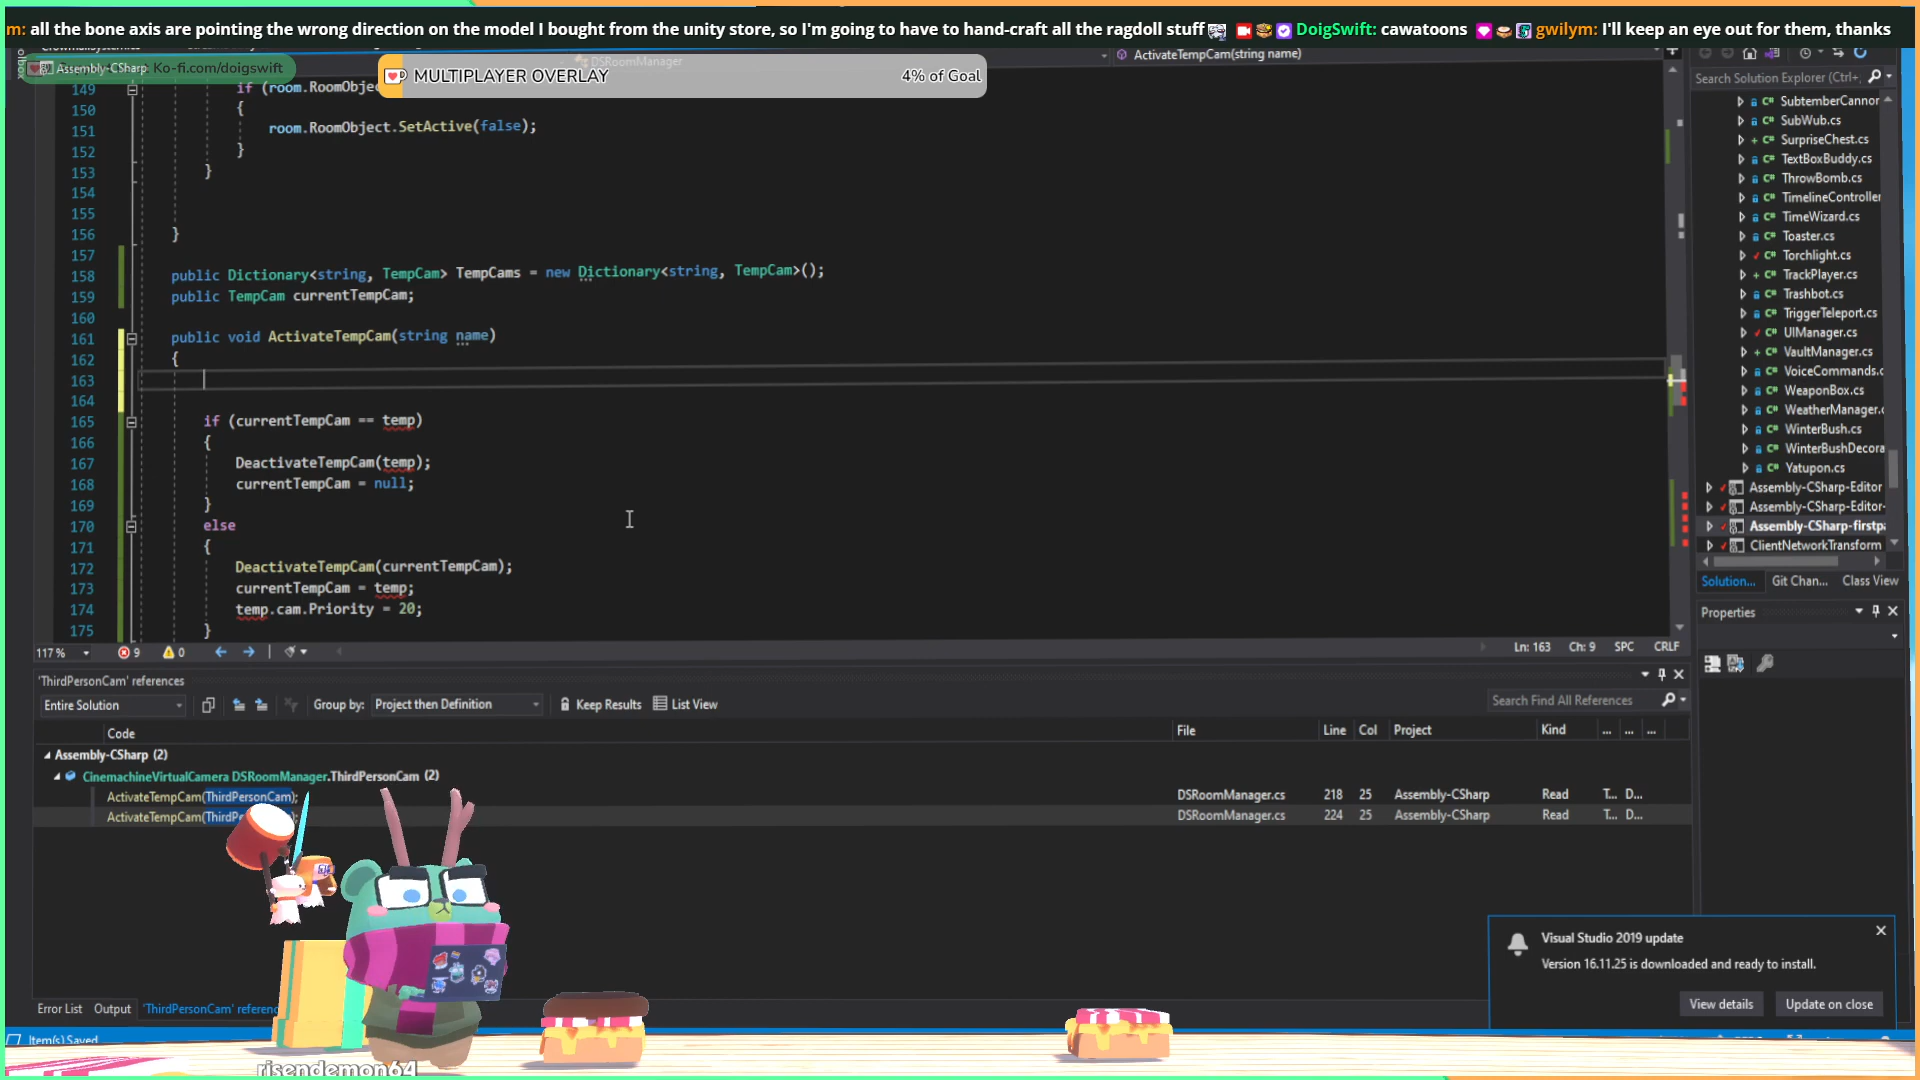 m: all the bone axis are pointing the wrong direction on the model I bought from the unity store, so I'm going to have to hand-craft all the ragdoll stuff DoigSwift: cawatoons gwilym: I'll keep an eye out for them, thanks
Assembly-CSharp Ko-fi.com/doigswift
MULTIPLAYER OVERLAY 4% of Goal
DSRoomManager
ActivateTempCam(string name)
Search Solution Explorer (Ctrl+;
149 if (room.RoomObjec
150 {
151 room.RoomObject.SetActive(false);
152 }
153 }
154
155
156 }
157
158 public Dictionary<string, TempCam> TempCams = new Dictionary<string, TempCam>();
159 public TempCam currentTempCam;
160
161 public void ActivateTempCam(string name)
162 {
163
164
165 if (currentTempCam == temp)
166 {
167 DeactivateTempCam(temp);
168 currentTempCam = null;
169 }
170 else
171 {
172 DeactivateTempCam(currentTempCam);
173 currentTempCam = temp;
174 temp.cam.Priority = 20;
175 }
SubtemberCannor
C# SubWub.cs
C# SurpriseChest.cs
C# TextBoxBuddy.cs
C# ThrowBomb.cs
C# TimelineController
C# TimeWizard.cs
C# Toaster.cs
C# Torchlight.cs
C# TrackPlayer.cs
C# Trashbot.cs
C# TriggerTeleport.cs
C# UIManager.cs
C# VaultManager.cs
C# VoiceCommands.c
C# WeaponBox.cs
C# WeatherManager.c
C# WinterBush.cs
C# WinterBushDecora
C# Yatupon.cs
Assembly-CSharp-Editor
Assembly-CSharp-Editor-
Assembly-CSharp-firstpa
ClientNetworkTransform
Solution... Git Chan... Class View
Properties
117 % 9 0 Ln: 163 Ch: 9 SPC CRLF
'ThirdPersonCam' references
Entire Solution Group by: Project then Definition Keep Results List View Search Find All References
Code File Line Col Project Kind ... ... ...
Assembly-CSharp (2)
CinemachineVirtualCamera DSRoomManager.ThirdPersonCam (2)
ActivateTempCam(ThirdPersonCam); DSRoomManager.cs 218 25 Assembly-CSharp Read T... D...
ActivateTempCam(ThirdPe DSRoomManager.cs 224 25 Assembly-CSharp Read T... D...
Visual Studio 2019 update
Version 16.11.25 is downloaded and ready to install.
View details Update on close
Error List Output 'ThirdPersonCam' referenc
Item(s) Saved
risendemon64